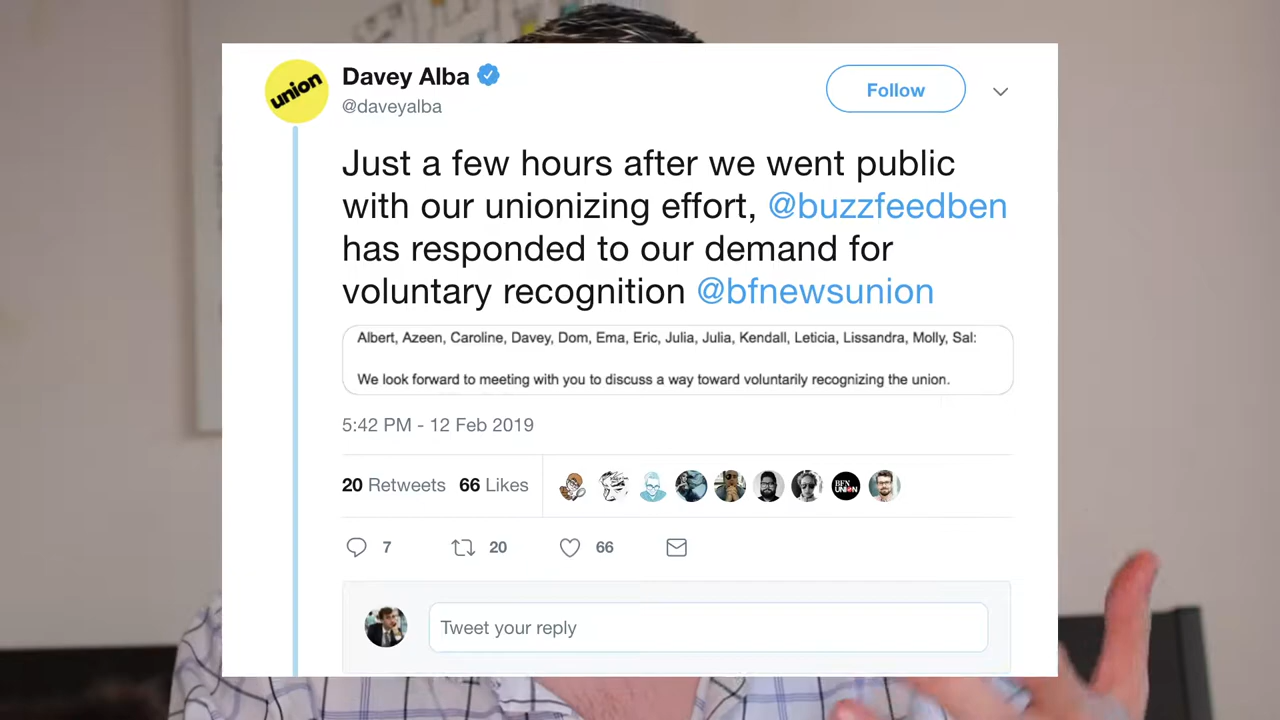 union
Davey Alba
@daveyalba
Follow
Just a few hours after we went public
with our unionizing effort, @buzzfeedben
has responded to our demand for
voluntary recognition @bfnewsunion
Albert, Azeen, Caroline, Davey, Dom, Ema, Eric, Julia, Julia, Kendall, Leticia, Lissandra, Molly, Sal:
We look forward to meeting with you to discuss a way toward voluntarily recognizing the union.
5:42 PM - 12 Feb 2019
20 Retweets 66 Likes
BFN
UNION
7 20 66
Tweet your reply